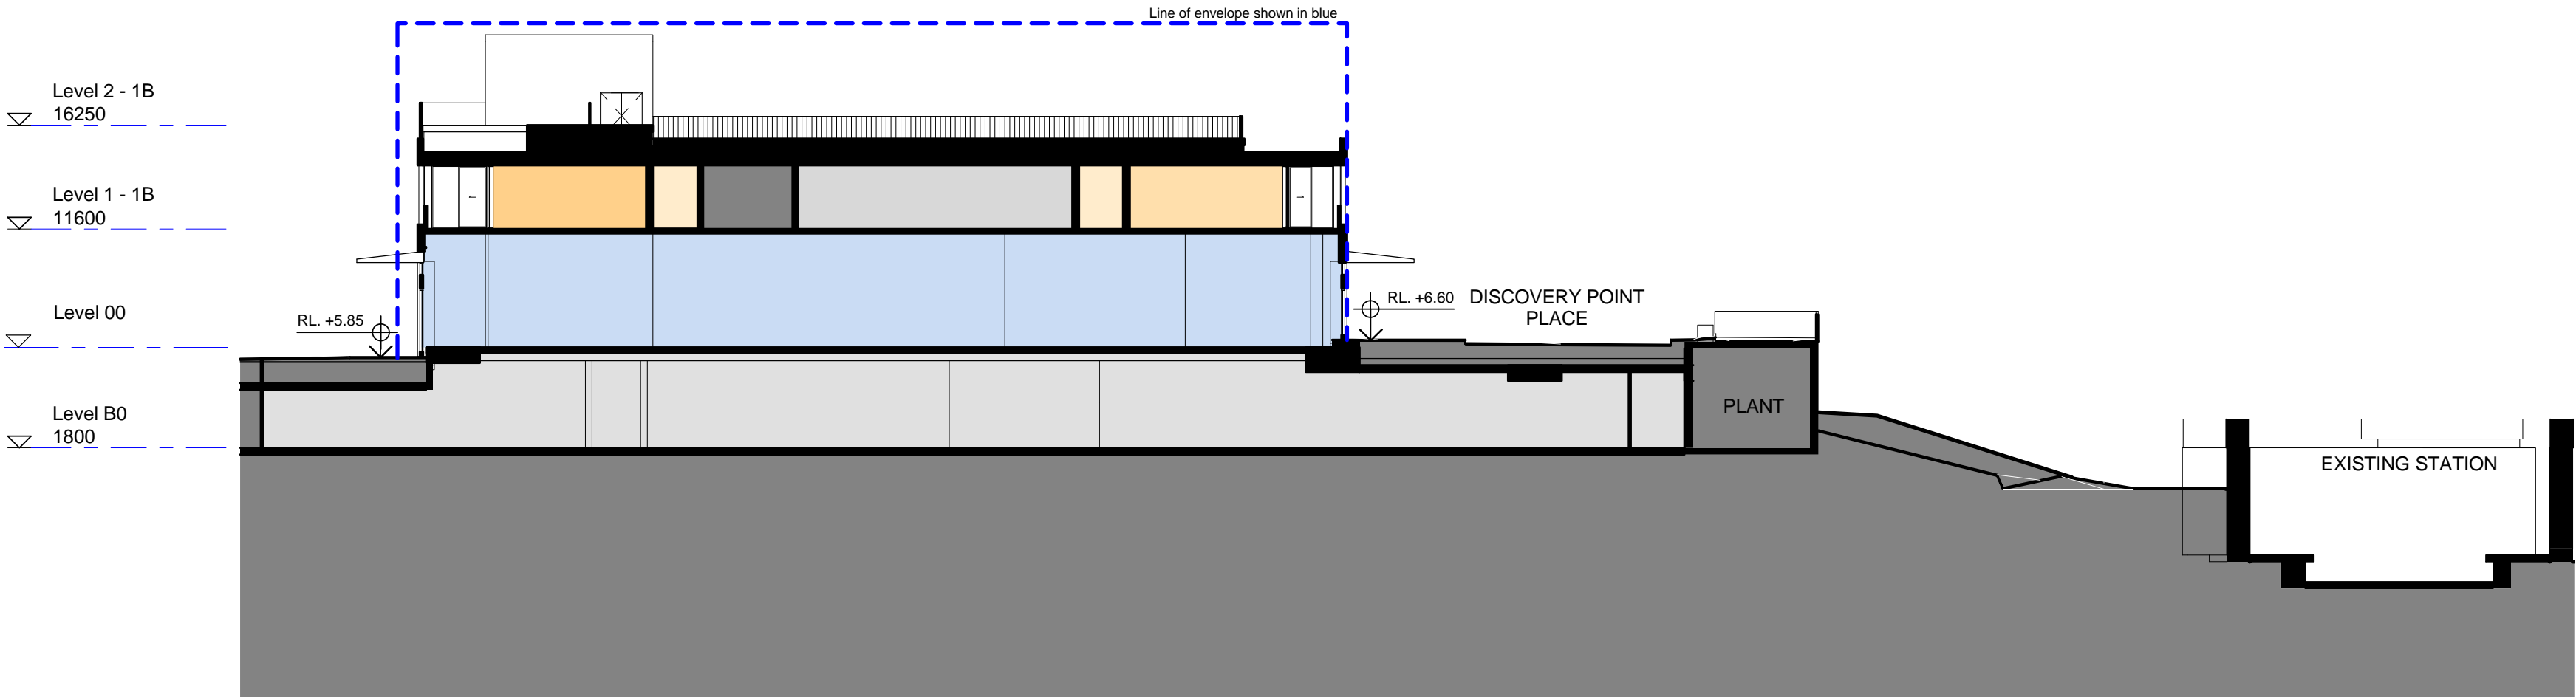 Line of envelope shown in blue
Level 2 - 1B
16250
Level 1 - 1B
11600
Level 00
RL. +5.85
RL. +6.60
DISCOVERY POINT
PLACE
Level B0
1800
PLANT
EXISTING STATION